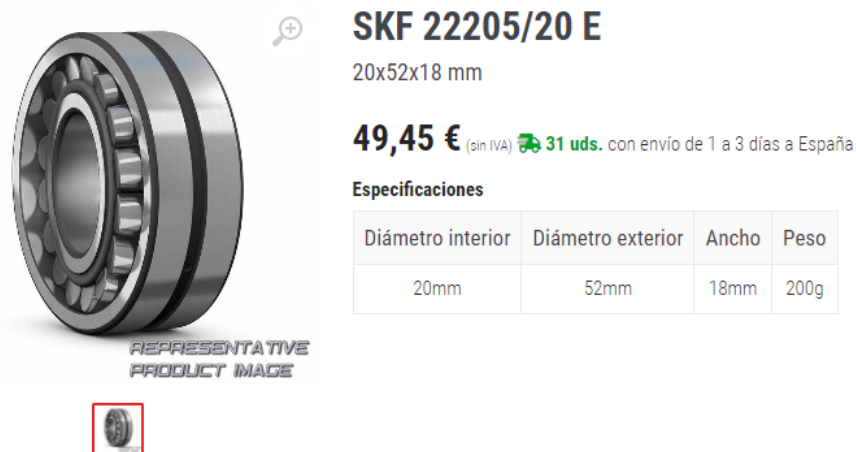 SKF 22205/20 E
20x52x18 mm
49,45 € (sin IVA) 31 uds. con envío de 1 a 3 días a España
Especificaciones
Diámetro interior Diámetro exterior Ancho Peso
20mm 52mm 18mm 200g
REPRESENTATIVE
PRODUCT IMAGE